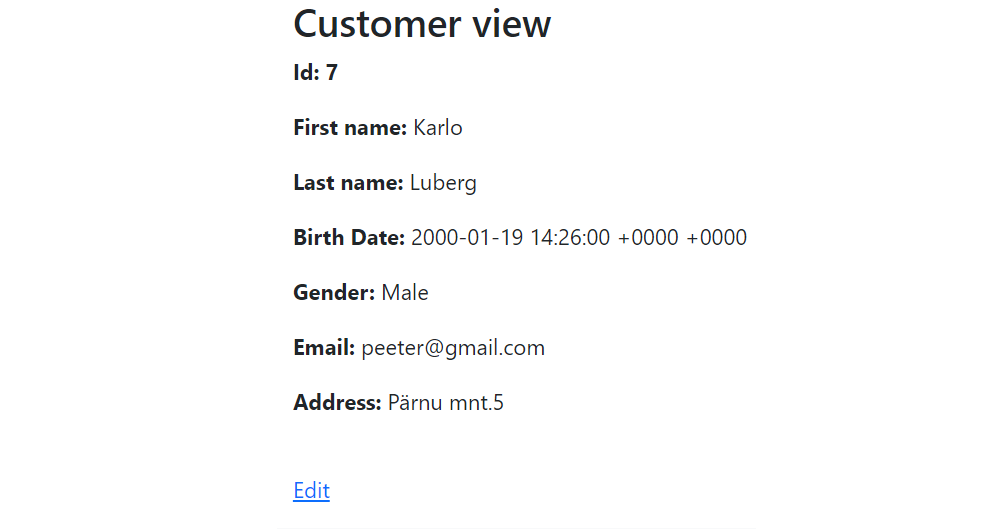 Customer view
Id: 7
First name: Karlo
Last name: Luberg
Birth Date: 2000-01-19 14:26:00 +0000 +0000
Gender: Male
Email: peeter@gmail.com
Address: Pärnu mnt.5
Edit